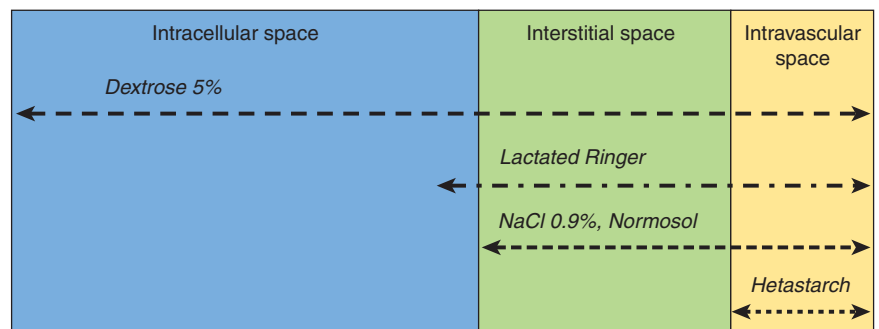 Intracellular space
Interstitial space
Intravascular
space
Dextrose 5%
Lactated Ringer
NaCl 0.9%, Normosol
Hetastarch